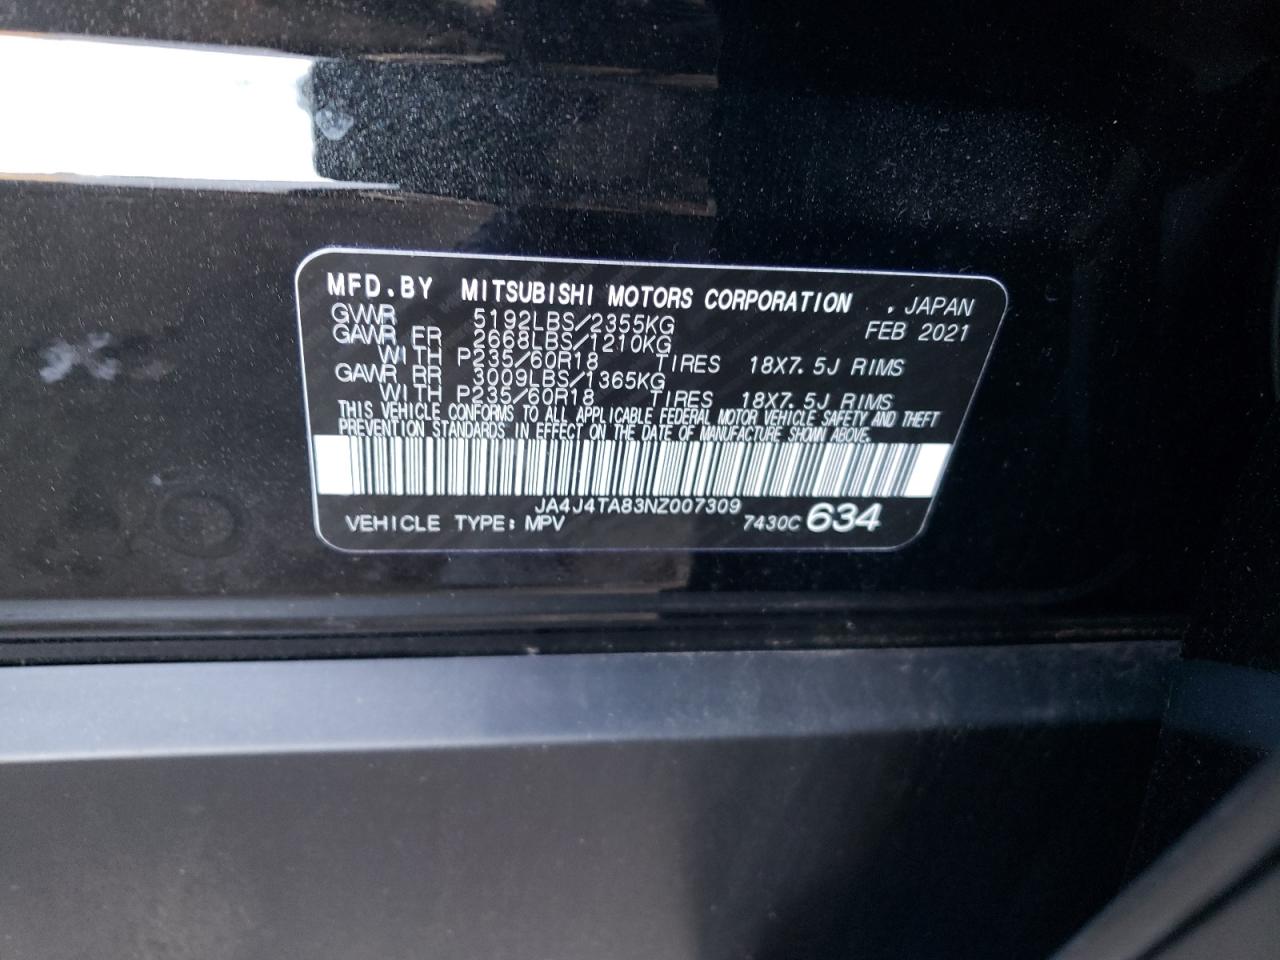 MFD.BY MITSUBISHI MOTORS CORPORATION , JAPAN
GVWR 5192LBS/2355KG FEB 2021
GAWR FR 2668LBS/1210KG
WITH P235/60R18 TIRES 18X7.5J RIMS
GAWR RR 3009LBS/1365KG
WITH P235/60R18 TIRES 18X7.5J RIMS
THIS VEHICLE CONFORMS TO ALL APPLICABLE FEDERAL MOTOR VEHICLE SAFETY AND THEFT
PREVENTION STANDARDS IN EFFECT ON THE DATE OF MANUFACTURE SHOWN ABOVE.
JA4J4TA83NZ007309
VEHICLE TYPE: MPV 7430C 634